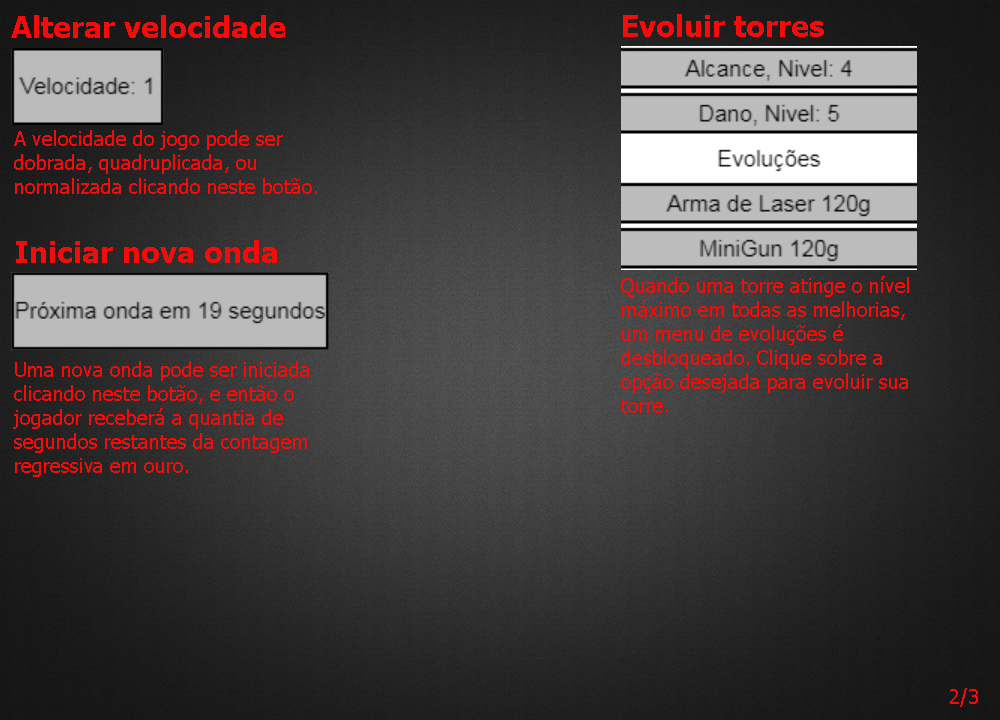 Alterar velocidade
Velocidade: 1
A velocidade do jogo pode ser
dobrada, quadruplicada, ou
normalizada clicando neste botão.
Iniciar nova onda
Próxima onda em 19 segundos
Uma nova onda pode ser iniciada
clicando neste botão, e então o
jogador receberá a quantia de
segundos restantes da contagem
regressiva em ouro.
Evoluir torres
Alcance, Nivel: 4
Dano, Nivel: 5
Evoluções
Arma de Laser 120g
MiniGun 120g
Quando uma torre atinge o nível
máximo em todas as melhorias,
um menu de evoluções é
desbloqueado. Clique sobre a
opção desejada para evoluir sua
torre.
2/3